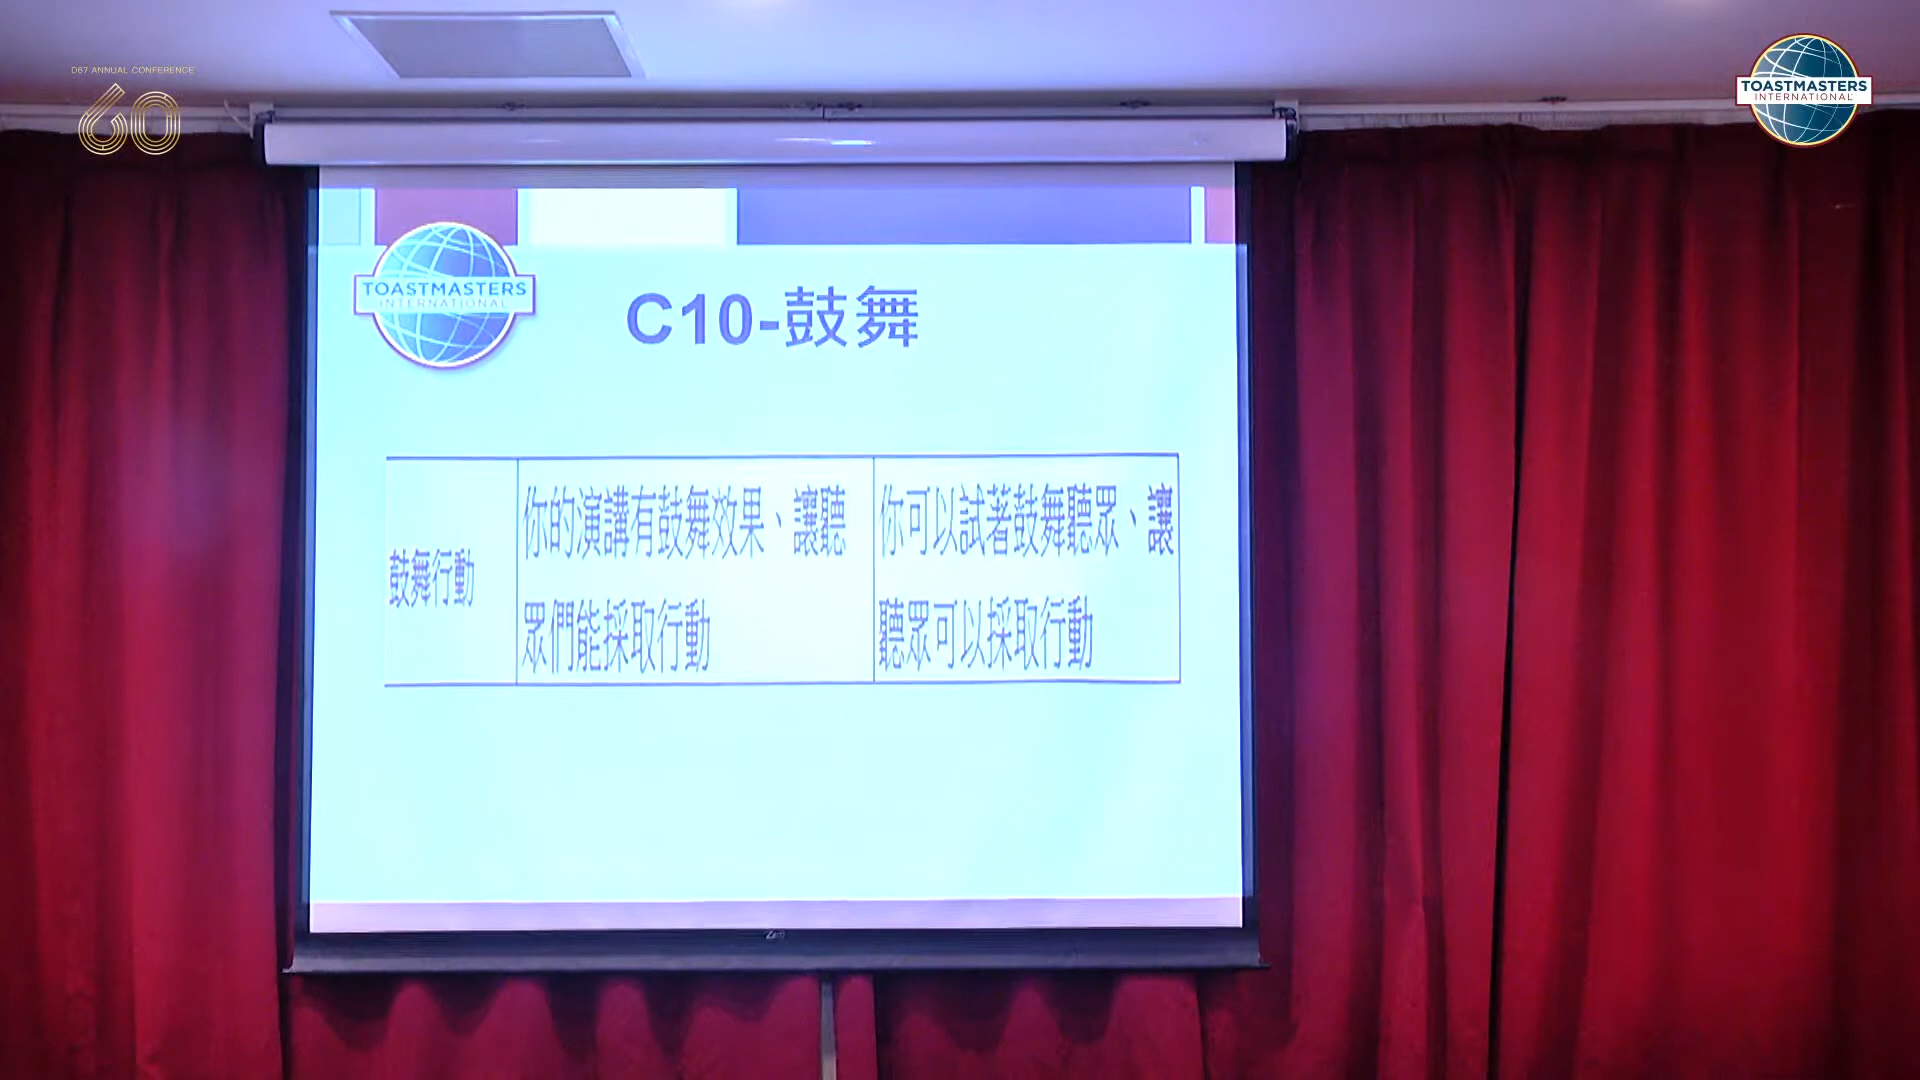 D67 ANNUAL CONFERENCE
60
TOASTMASTERS
INTERNATIONAL
TOASTMASTERS
INTERNATIONAL
C10-鼓舞
鼓舞行動
你的演講有鼓舞效果、讓聽
眾們能採取行動
你可以試著鼓舞聽眾、讓
聽眾可以採取行動